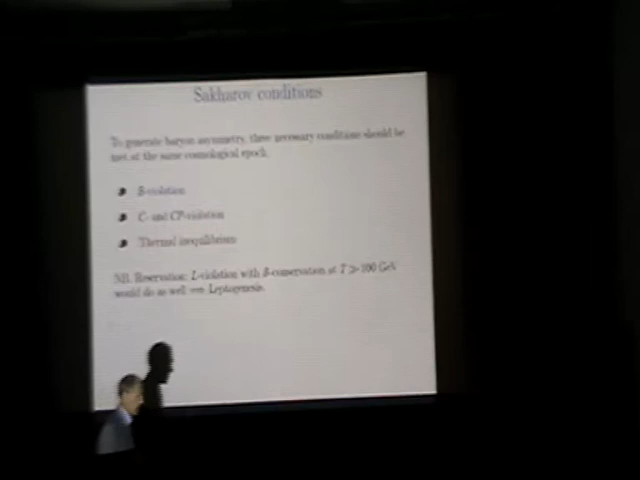 Sakharov conditions
To generate baryon asymmetry, three necessary conditions should be
met at the same cosmological epoch.
B-violation
C- and CP-violation
Thermal inequilibrium
NB. Reservation: L-violation with B-conservation at T ≫ 100 GeV
would do as well ⟹ Leptogenesis.